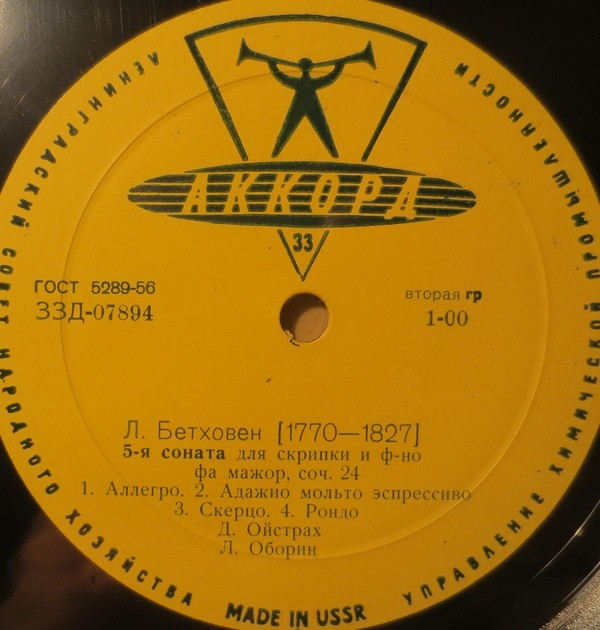 ЛЕНИНГРАДСКИЙ СОВЕТ НАРОДНОГО ХОЗЯЙСТВА
УПРАВЛЕНИЕ ХИМИЧЕСКОЙ ПРОМЫШЛЕННОСТИ
АККОРД
33
ГОСТ 5289-56
33Д-07894
вторая гр
1-00
Л. Бетховен [1770—1827]
5-я соната для скрипки и ф-но
фа мажор, соч. 24
1. Аллегро. 2. Адажио мольто эспрессиво
3. Скерцо. 4. Рондо
Д. Ойстрах
Л. Оборин
MADE IN USSR